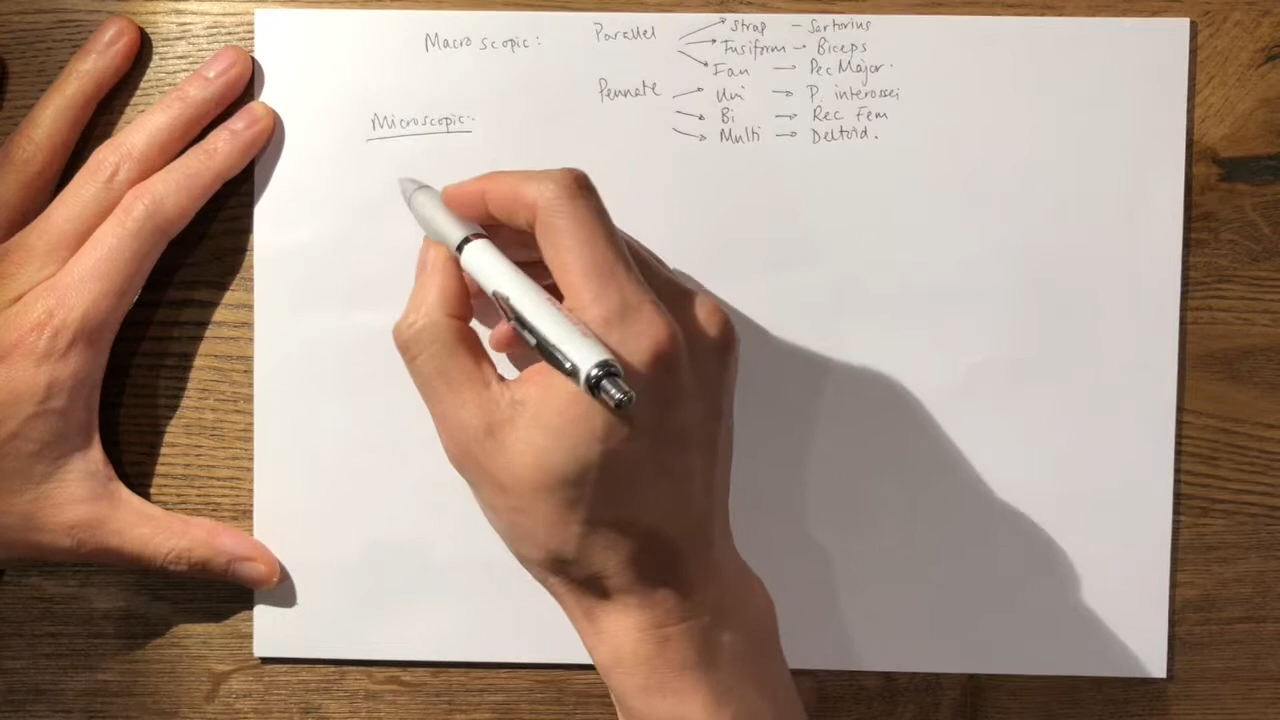 Macroscopic: Parallel → Strap - Sartorius
→ Fusiform → Biceps
→ Fan → Pec Major.
Pennate → Uni → P. interossei
→ Bi → Rec Fem
→ Multi → Deltoid.
Microscopic: